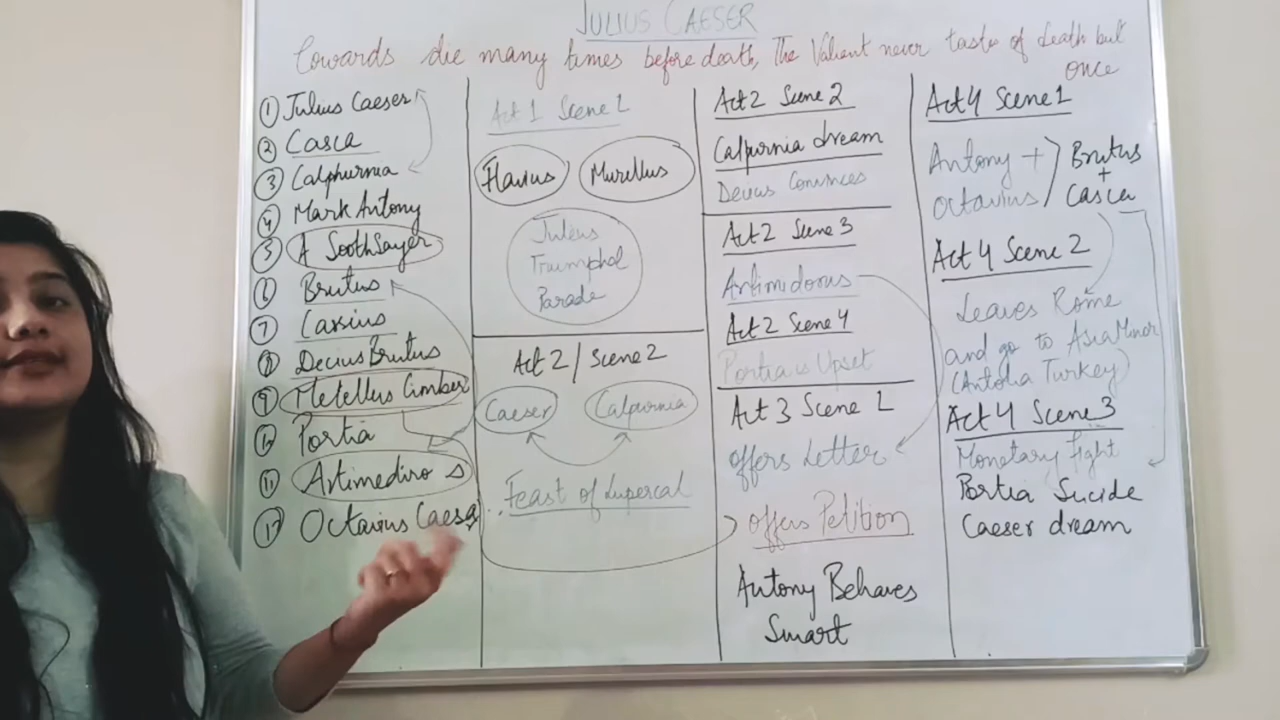 JULIUS CAESER
Cowards die many times before death, The Valient never taste of death but
once
① Julius Caeser
② Casca
③ Calphurnia
④ Mark Antony
⑤ A SoothSayer
⑥ Brutus
⑦ Cassius
⑧ Decius Brutus
⑨ Metellus Cimber
⑩ Portia
⑪ Artimediros
Octavius Caesar
Act 1 Scene 1
Flavius
Murellus
Julius
Triumphal
Parade
Act 2 / Scene 2
Caeser
Calpurnia
Feast of Lupercal
Act 2 Scene 2
Calpurnia dream
Decius Convinces
Act 2 Scene 3
Artimidorus
Act 2 Scene 4
Portia is Upset
Act 3 Scene 1
offers Letter
offers Petition
Antony Behaves
Smart
Act 4 Scene 1
Antony +
Octavius
Brutus
+
Casca
Act 4 Scene 2
Leaves Rome
and go to Asia Minor
(Antolia Turkey)
Act 4 Scene 3
Monetary fight
Portia Sucide
Caeser dream